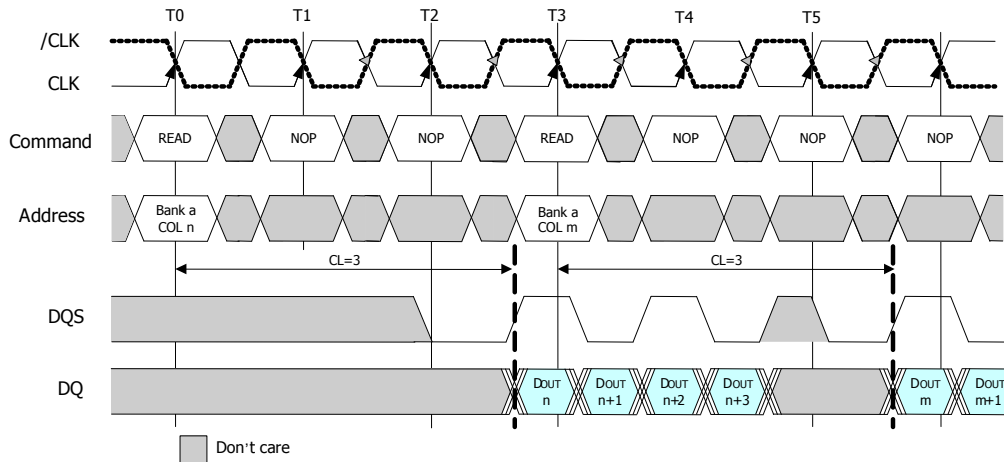 T0 T1 T2 T3 T4 T5
/CLK
CLK
Command READ NOP NOP READ NOP NOP NOP
Address Bank a COL n Bank a COL m
CL=3 CL=3
DQS
DQ DOUT n DOUT n+1 DOUT n+2 DOUT n+3 DOUT m DOUT m+1
Don't care